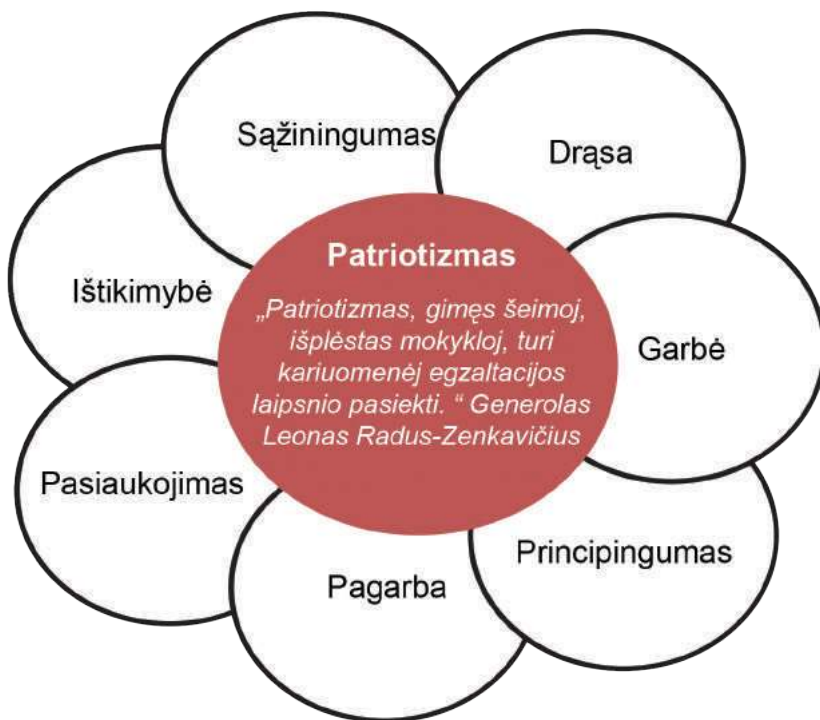 Sąžiningumas
Drąsa
Patriotizmas
„Patriotizmas, gimęs šeimoj,
išplėstas mokykloj, turi
kariuomenėj egzaltacijos
laipsnio pasiekti. “ Generolas
Leonas Radus-Zenkavičius
Ištikimybė
Garbė
Pasiaukojimas
Principingumas
Pagarba